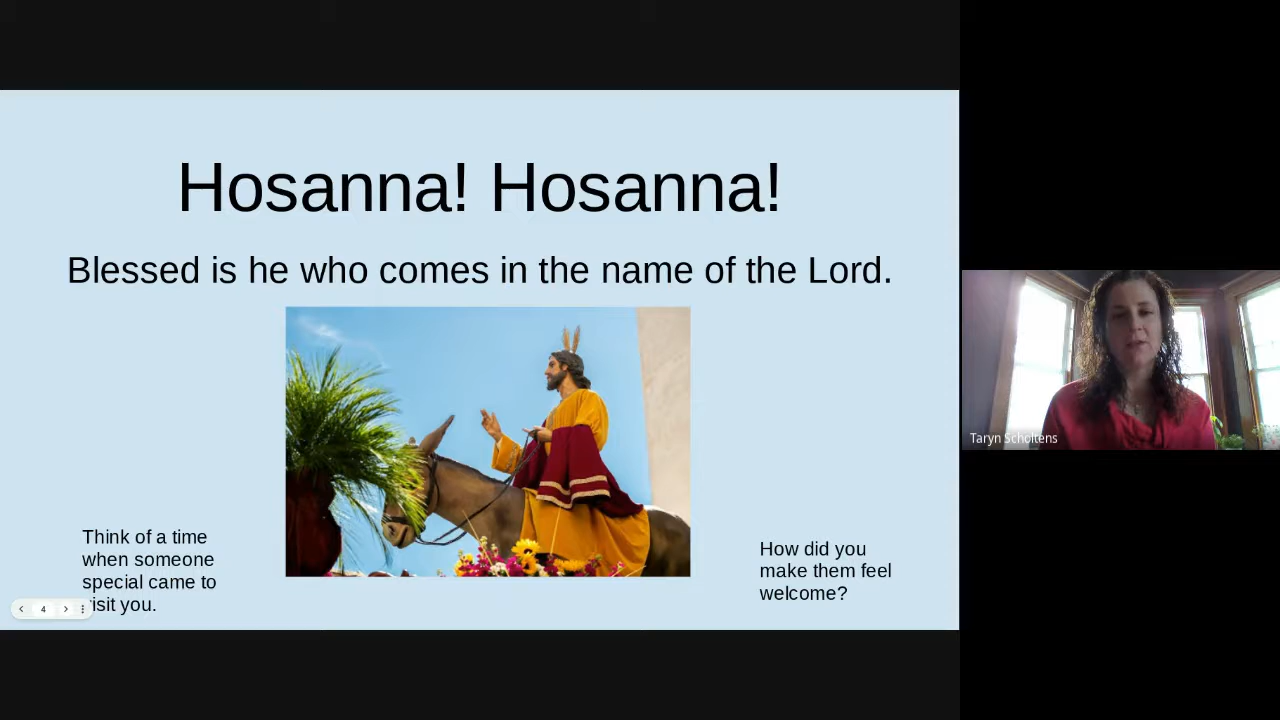 Hosanna! Hosanna!
Blessed is he who comes in the name of the Lord.
Think of a time
when someone
special came to
visit you.
How did you
make them feel
welcome?
4
Taryn Scholtens